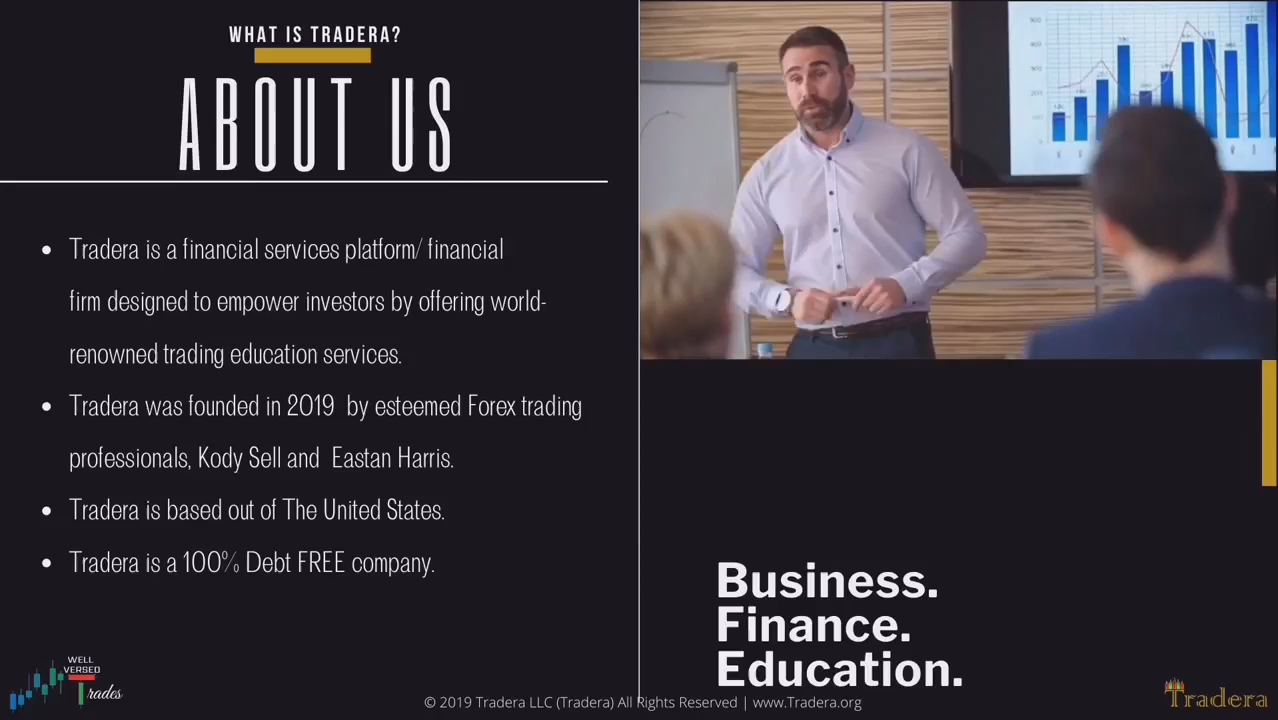 WHAT IS TRADERA?
ABOUT US
• Tradera is a financial services platform/ financial
firm designed to empower investors by offering world-
renowned trading education services.
• Tradera was founded in 2019 by esteemed Forex trading
professionals, Kody Sell and Eastan Harris.
• Tradera is based out of The United States.
• Tradera is a 100% Debt FREE company.
Business.
Finance.
Education.
WELL
VERSED
Trades
© 2019 Tradera LLC (Tradera) All Rights Reserved | www.Tradera.org
Tradera